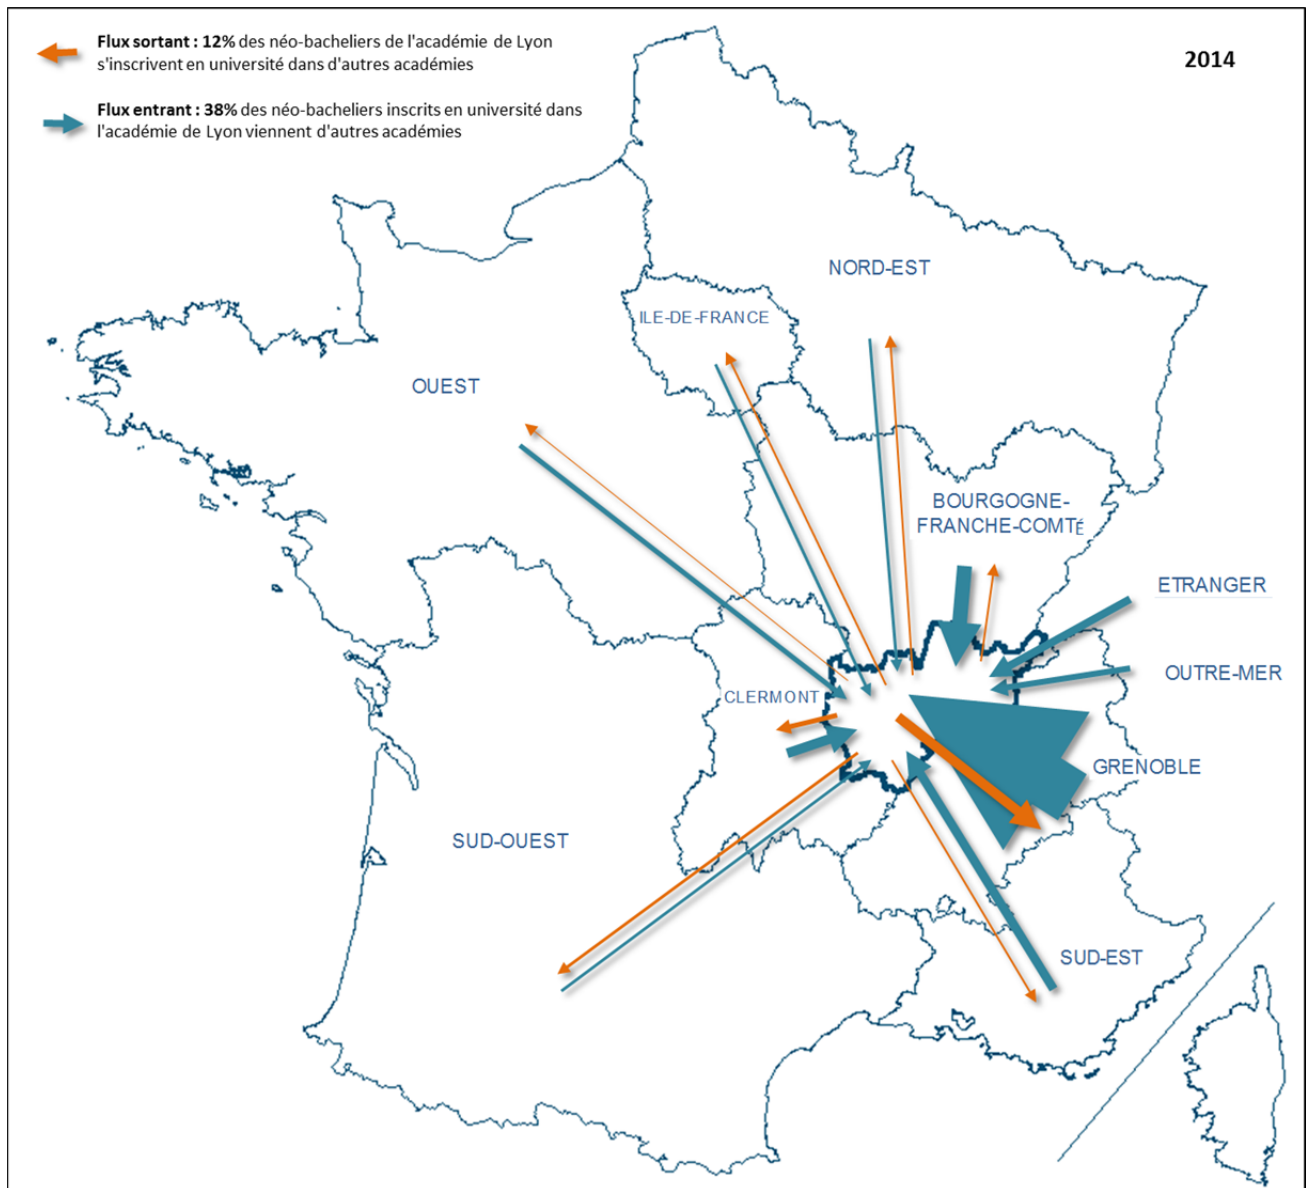 Flux sortant : 12% des néo-bacheliers de l'académie de Lyon
s'inscrivent en université dans d'autres académies
2014
Flux entrant : 38% des néo-bacheliers inscrits en université dans
l'académie de Lyon viennent d'autres académies
NORD-EST
ILE-DE-FRANCE
OUEST
BOURGOGNE-
FRANCHE-COMTÉ
ETRANGER
OUTRE-MER
CLERMONT
GRENOBLE
SUD-OUEST
SUD-EST